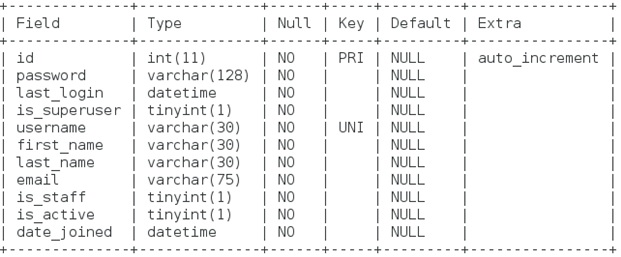 +--------------+--------------+------+-----+---------+----------------+
| Field        | Type         | Null | Key | Default | Extra          |
+--------------+--------------+------+-----+---------+----------------+
| id           | int(11)      | NO   | PRI | NULL    | auto_increment |
| password     | varchar(128) | NO   |     | NULL    |                |
| last_login   | datetime     | NO   |     | NULL    |                |
| is_superuser | tinyint(1)   | NO   |     | NULL    |                |
| username     | varchar(30)  | NO   | UNI | NULL    |                |
| first_name   | varchar(30)  | NO   |     | NULL    |                |
| last_name    | varchar(30)  | NO   |     | NULL    |                |
| email        | varchar(75)  | NO   |     | NULL    |                |
| is_staff     | tinyint(1)   | NO   |     | NULL    |                |
| is_active    | tinyint(1)   | NO   |     | NULL    |                |
| date_joined  | datetime     | NO   |     | NULL    |                |
+--------------+--------------+------+-----+---------+----------------+